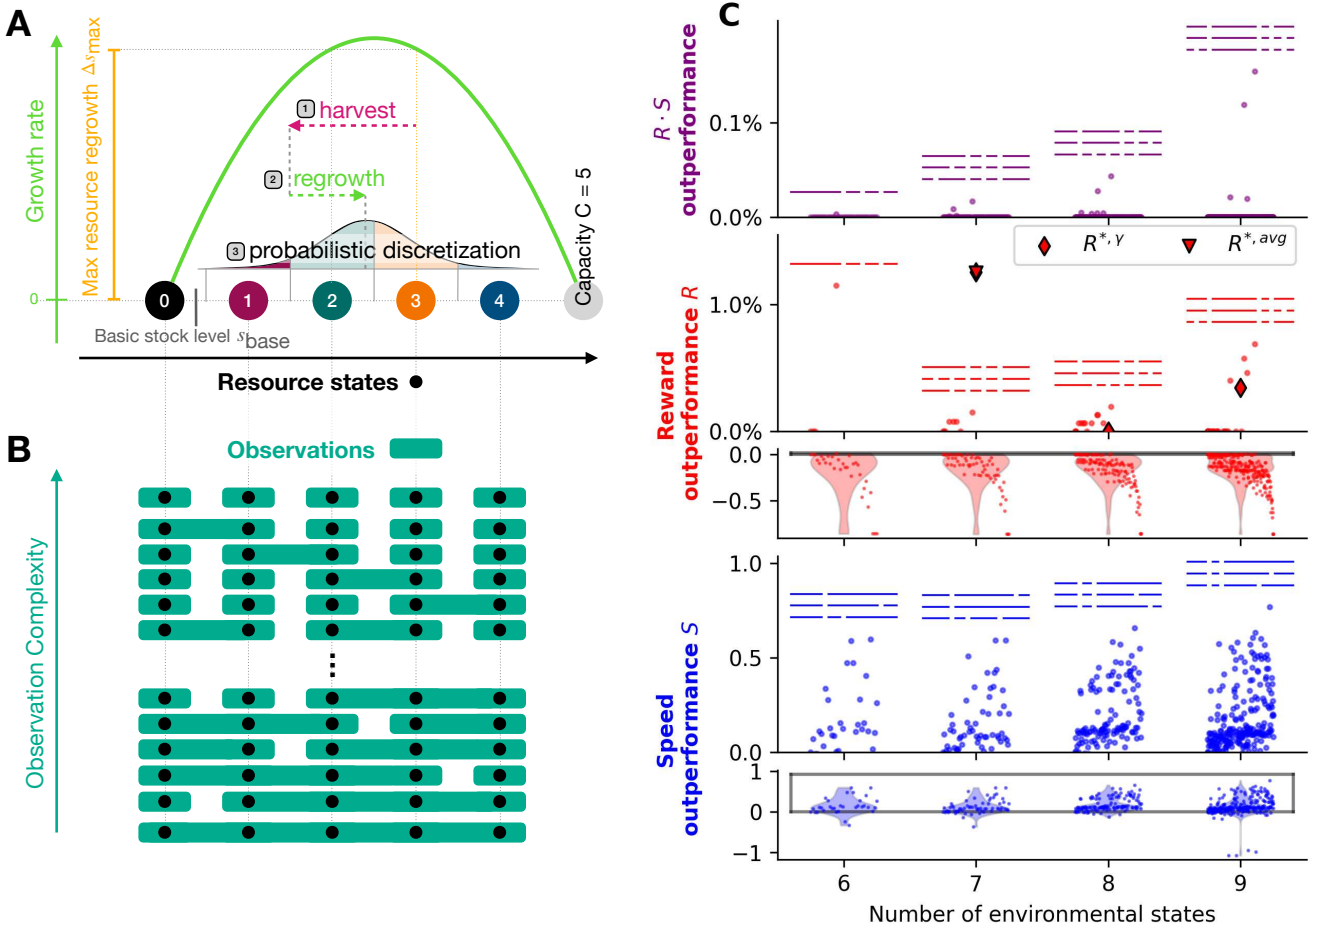 A
Growth rate
0
Max resource regrowth Δsmax
1 harvest
2 regrowth
3 probabilistic discretization
Capacity C = 5
0 1 2 3 4
Basic stock level sbase
Resource states
B
Observations
Observation Complexity
C
R · S
outperformance
0.1%
0.0%
R*,γ R*,avg
Reward
outperformance R
1.0%
0.0%
0.0
−0.5
Speed
outperformance S
1.0
0.5
0.0
1
0
−1
6 7 8 9
Number of environmental states